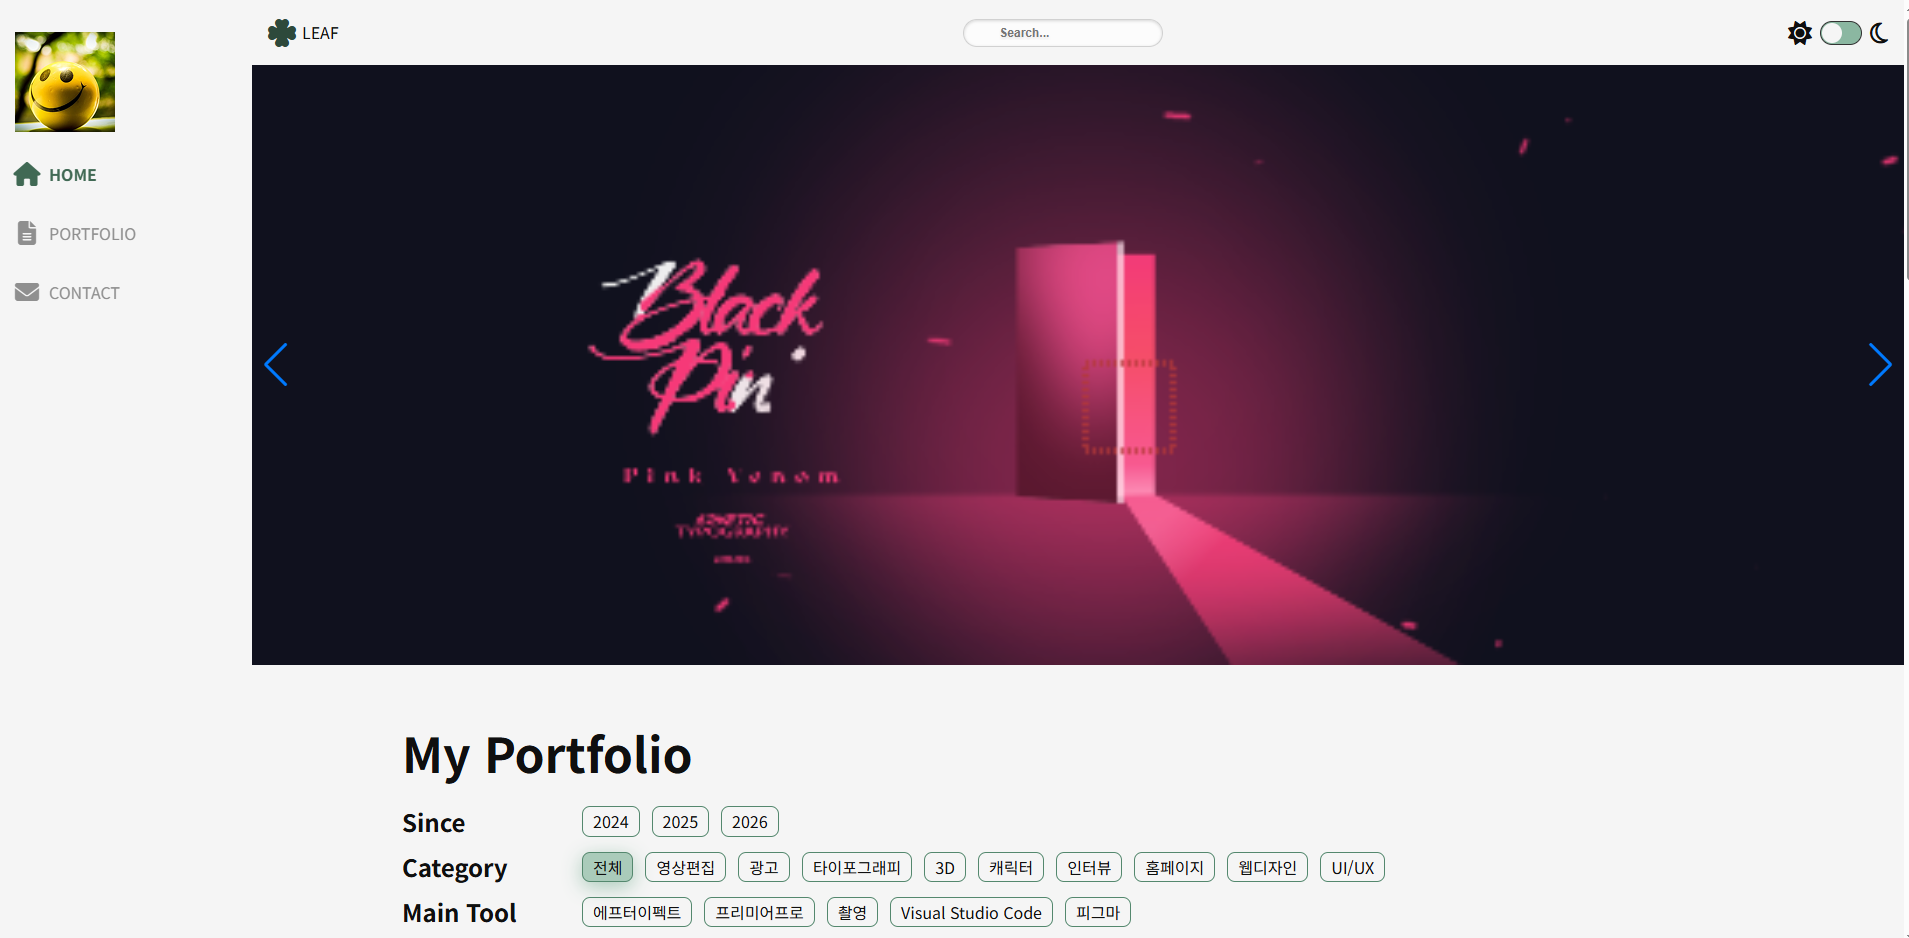 LEAF
Search...
HOME
PORTFOLIO
CONTACT
Black
Pin
Pink Venom
TYPOGRAPHY
My Portfolio
Since
2024 2025 2026
Category
전체 영상편집 광고 타이포그래피 3D 캐릭터 인터뷰 홈페이지 웹디자인 UI/UX
Main Tool
에프터이펙트 프리미어프로 촬영 Visual Studio Code 피그마